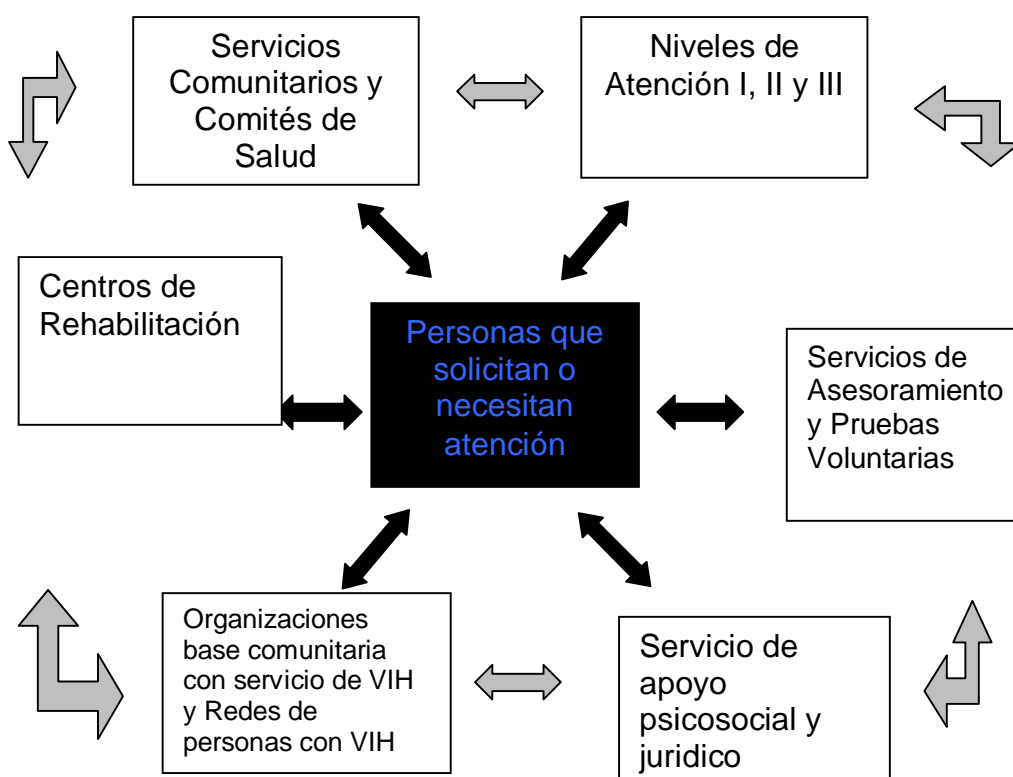 Servicios
Comunitarios y
Comités de
Salud
Niveles de
Atención I, II y III
Centros de
Rehabilitación
Personas que
solicitan o
necesitan
atención
Servicios de
Asesoramiento
y Pruebas
Voluntarias
Organizaciones
base comunitaria
con servicio de VIH
y Redes de
personas con VIH
Servicio de
apoyo
psicosocial y
juridico